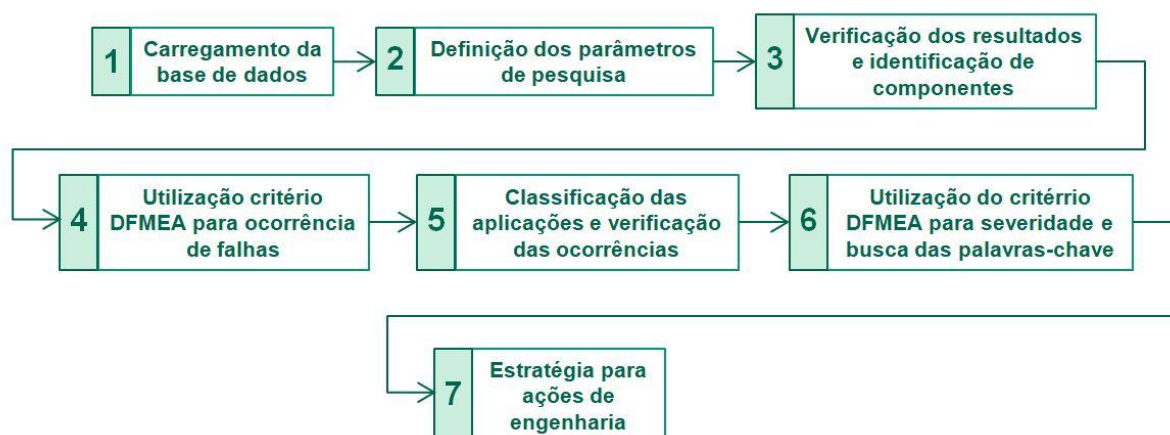 1
Carregamento da
base de dados
2
Definição dos parâmetros
de pesquisa
3
Verificação dos resultados
e identificação de
componentes
4
Utilização critério
DFMEA para ocorrência
de falhas
5
Classificação das
aplicações e verificação
das ocorrências
6
Utilização do critérrio
DFMEA para severidade e
busca das palavras-chave
7
Estratégia para
ações de
engenharia